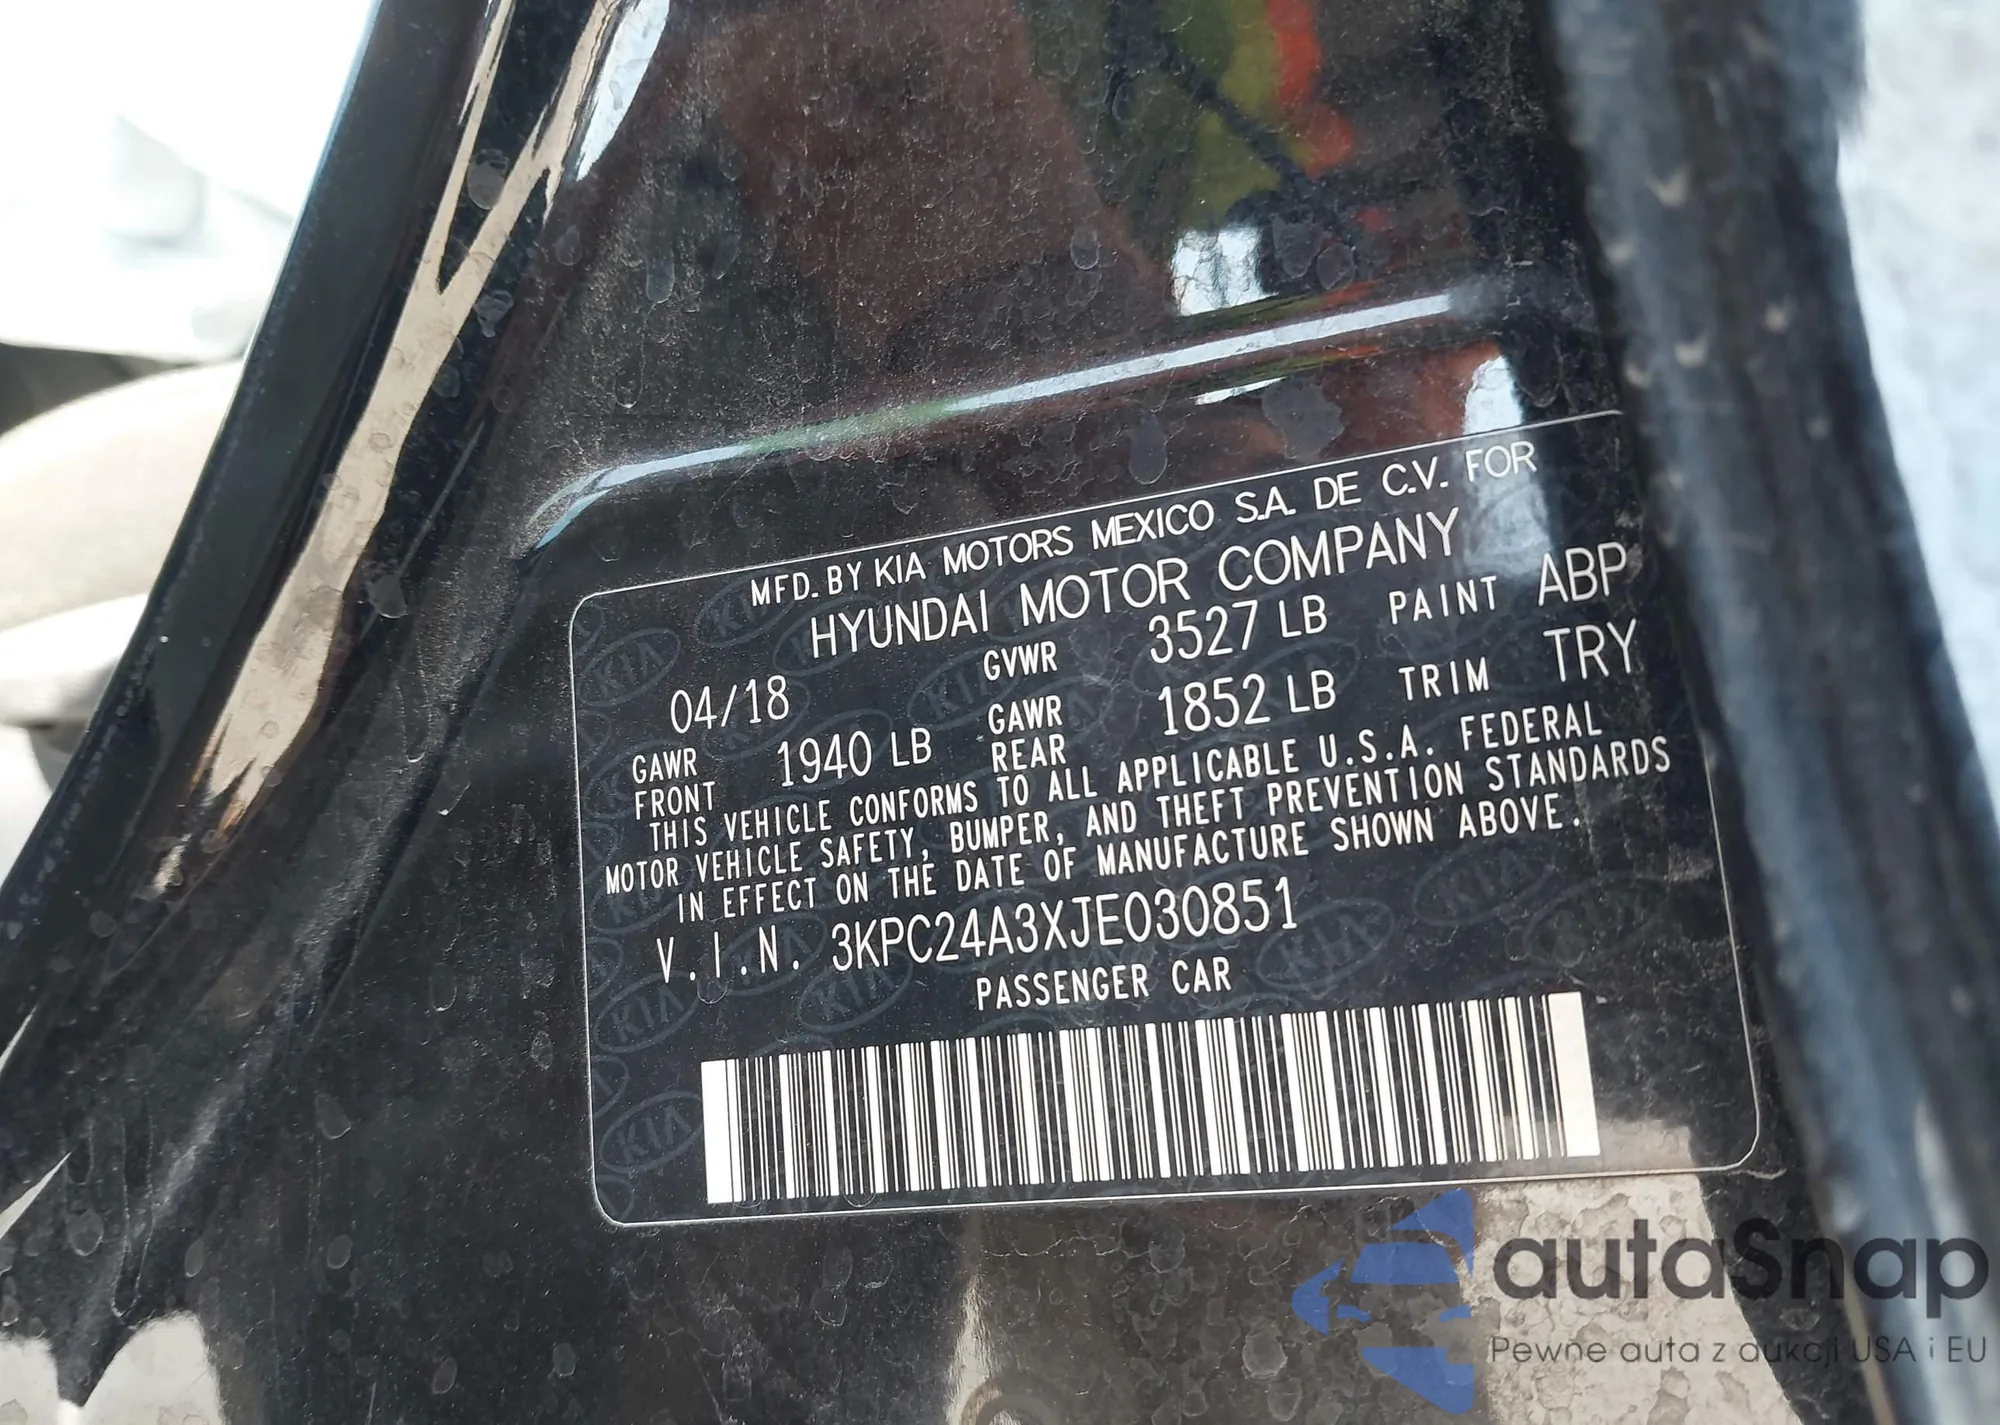 MFD. BY KIA MOTORS MEXICO S.A. DE C.V. FOR
HYUNDAI MOTOR COMPANY
04/18 GVWR 3527 LB PAINT ABP
GAWR FRONT 1940 LB GAWR REAR 1852 LB TRIM TRY
THIS VEHICLE CONFORMS TO ALL APPLICABLE U.S.A. FEDERAL
MOTOR VEHICLE SAFETY, BUMPER, AND THEFT PREVENTION STANDARDS
IN EFFECT ON THE DATE OF MANUFACTURE SHOWN ABOVE.
V.I.N. 3KPC24A3XJE030851
PASSENGER CAR
autaSnap
Pewne auta z aukcji USA i EU